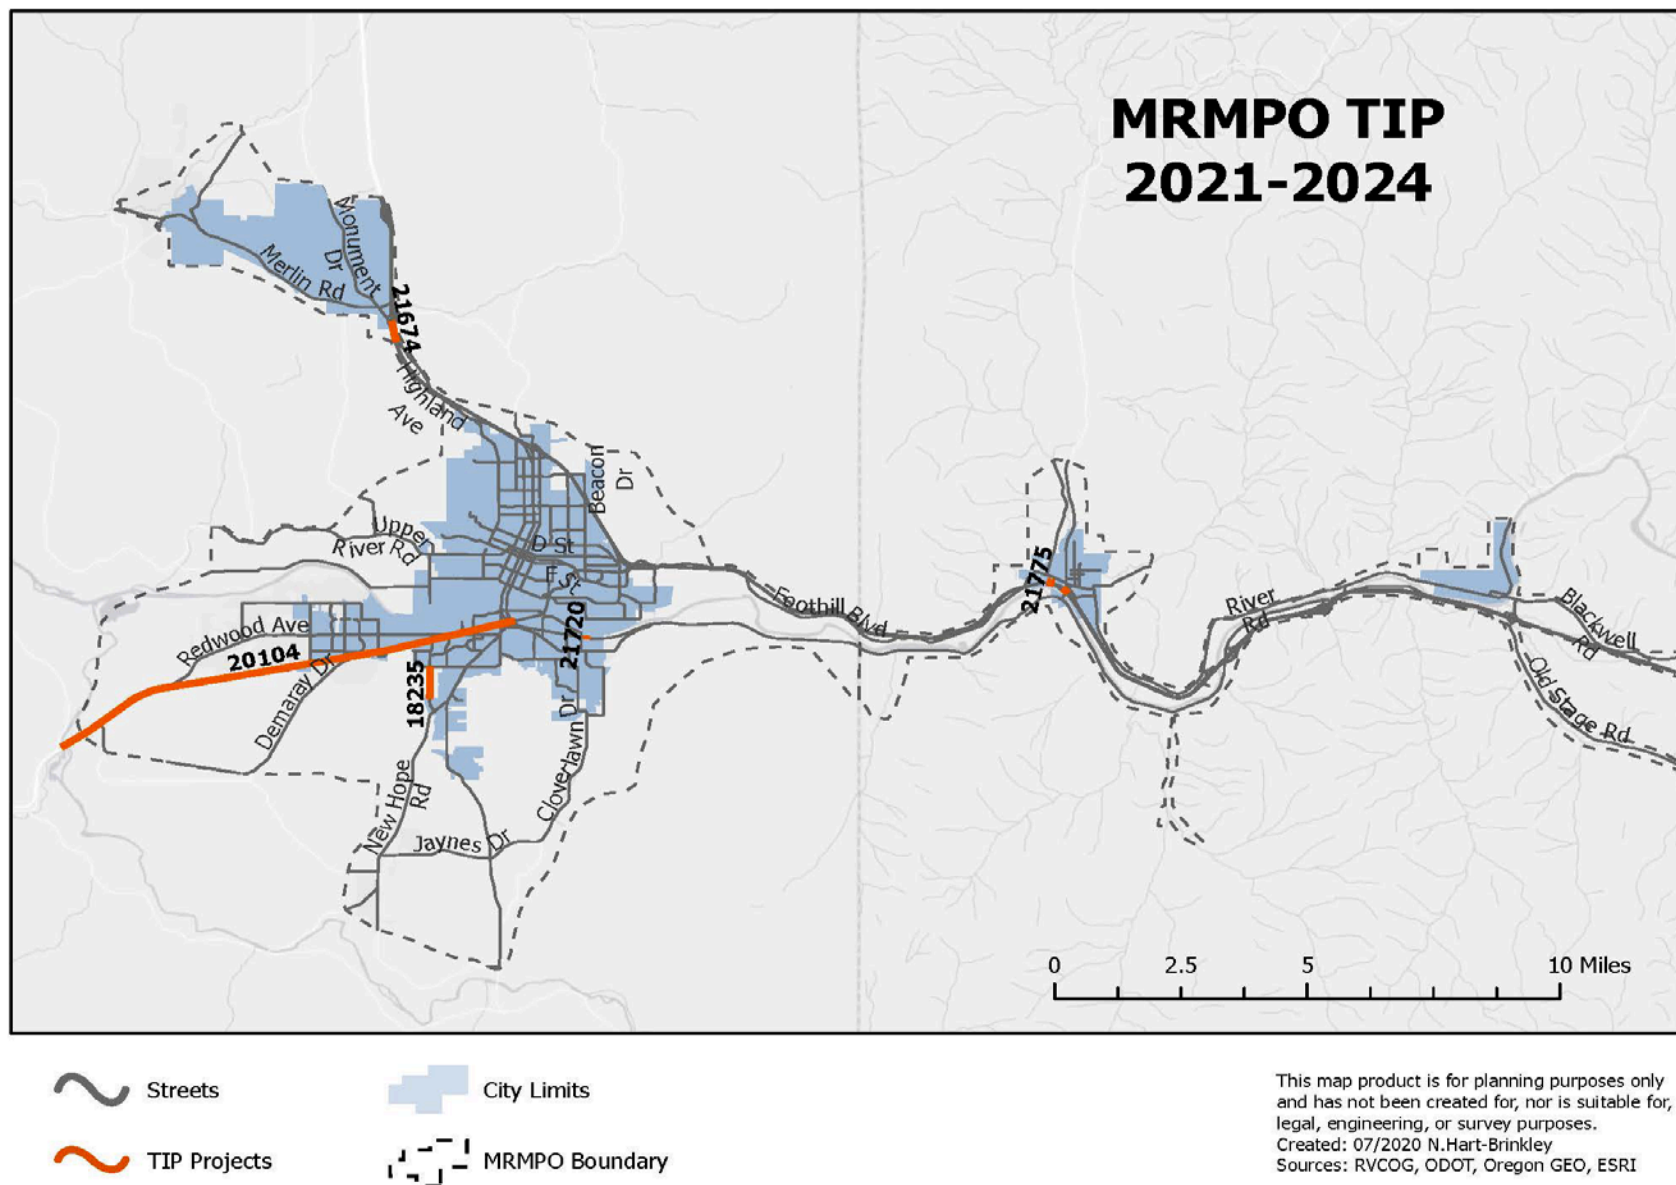 MRMPO TIP
2021-2024
Monument
Dr
Merlin Rd
21674
Highland
Ave
Beacon
Dr
Upper
River Rd
D St
F St
21775
Foothill Blvd
River
Rd
Blackwell
Rd
Old Stage Rd
Redwood Ave
20104
Demaray Dr
18235
21720
Cloverlawn Dr
New Hope
Rd
Jaynes Dr
0 2.5 5 10 Miles
Streets
City Limits
TIP Projects
MRMPO Boundary
This map product is for planning purposes only
and has not been created for, nor is suitable for,
legal, engineering, or survey purposes.
Created: 07/2020 N.Hart-Brinkley
Sources: RVCOG, ODOT, Oregon GEO, ESRI